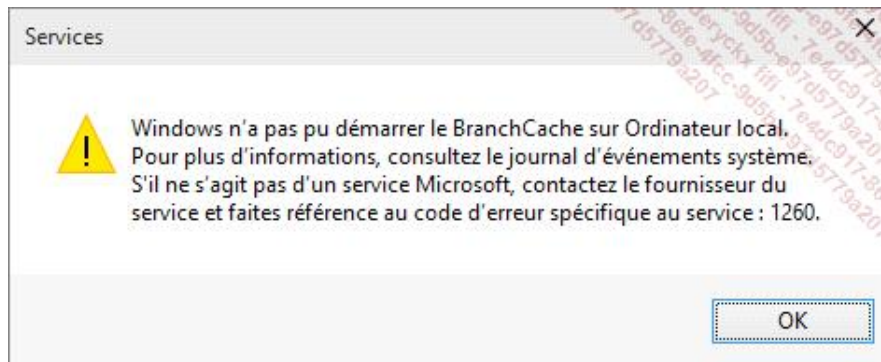 Services
Windows n'a pas pu démarrer le BranchCache sur Ordinateur local.
Pour plus d'informations, consultez le journal d'événements système.
S'il ne s'agit pas d'un service Microsoft, contactez le fournisseur du
service et faites référence au code d'erreur spécifique au service : 1260.
OK